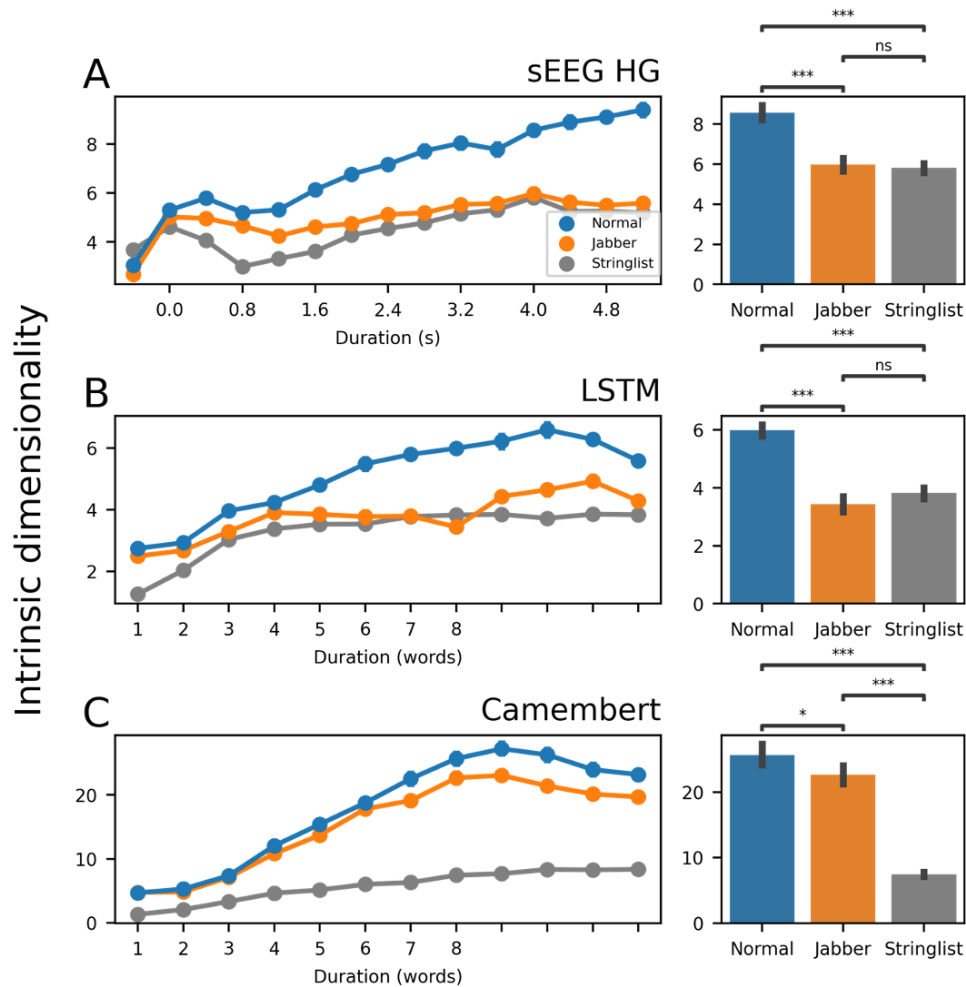 Intrinsic dimensionality
A
sEEG HG
8
6
4
Normal
Jabber
Stringlist
0.0 0.8 1.6 2.4 3.2 4.0 4.8
Duration (s)
***
ns
***
8
6
4
2
0
Normal Jabber Stringlist
B
LSTM
6
4
2
1 2 3 4 5 6 7 8
Duration (words)
***
ns
***
6
4
2
0
Normal Jabber Stringlist
C
Camembert
20
10
0
1 2 3 4 5 6 7 8
Duration (words)
***
***
*
20
10
0
Normal Jabber Stringlist